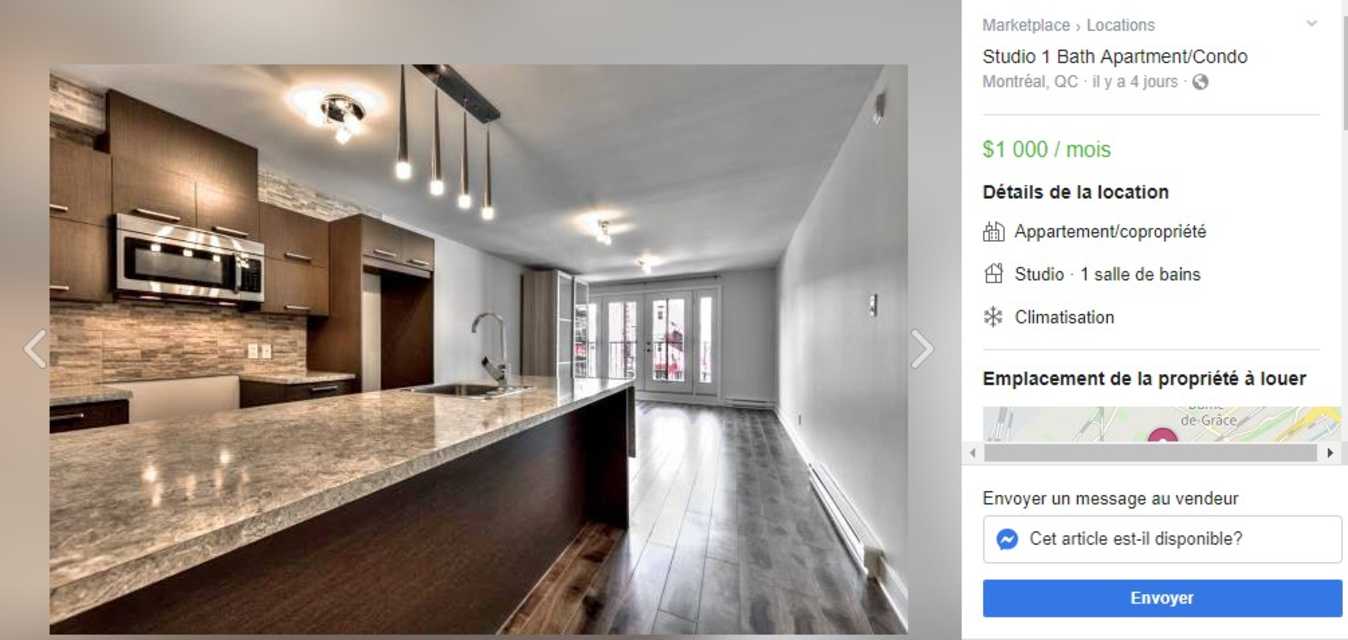 Marketplace › Locations
Studio 1 Bath Apartment/Condo
Montréal, QC · il y a 4 jours ·
$1 000 / mois
Détails de la location
Appartement/copropriété
Studio · 1 salle de bains
Climatisation
Emplacement de la propriété à louer
de-Grâce
Envoyer un message au vendeur
Cet article est-il disponible?
Envoyer